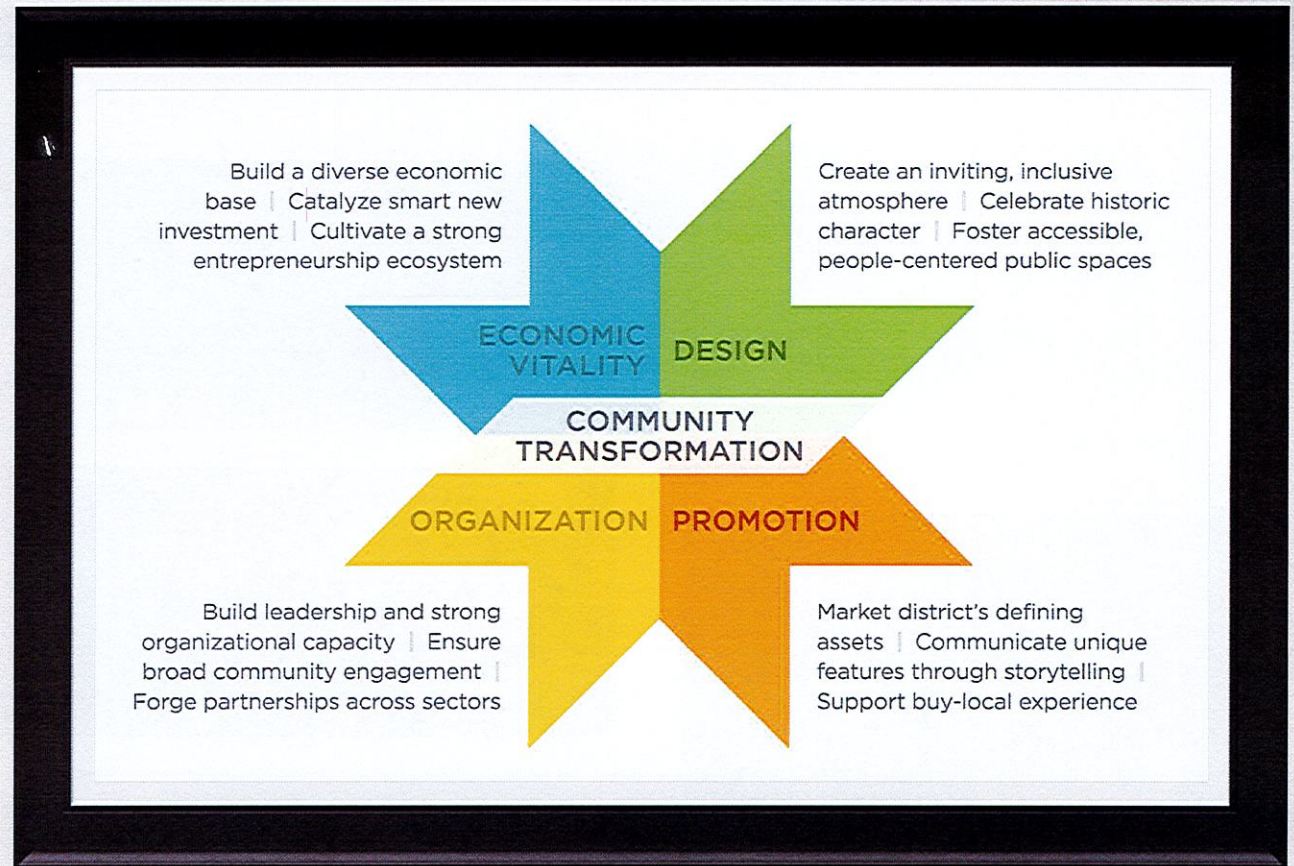 Build a diverse economic
base | Catalyze smart new
investment | Cultivate a strong
entrepreneurship ecosystem
Create an inviting, inclusive
atmosphere | Celebrate historic
character | Foster accessible,
people-centered public spaces
ECONOMIC
VITALITY
DESIGN
COMMUNITY
TRANSFORMATION
ORGANIZATION
PROMOTION
Build leadership and strong
organizational capacity | Ensure
broad community engagement |
Forge partnerships across sectors
Market district's defining
assets | Communicate unique
features through storytelling |
Support buy-local experience